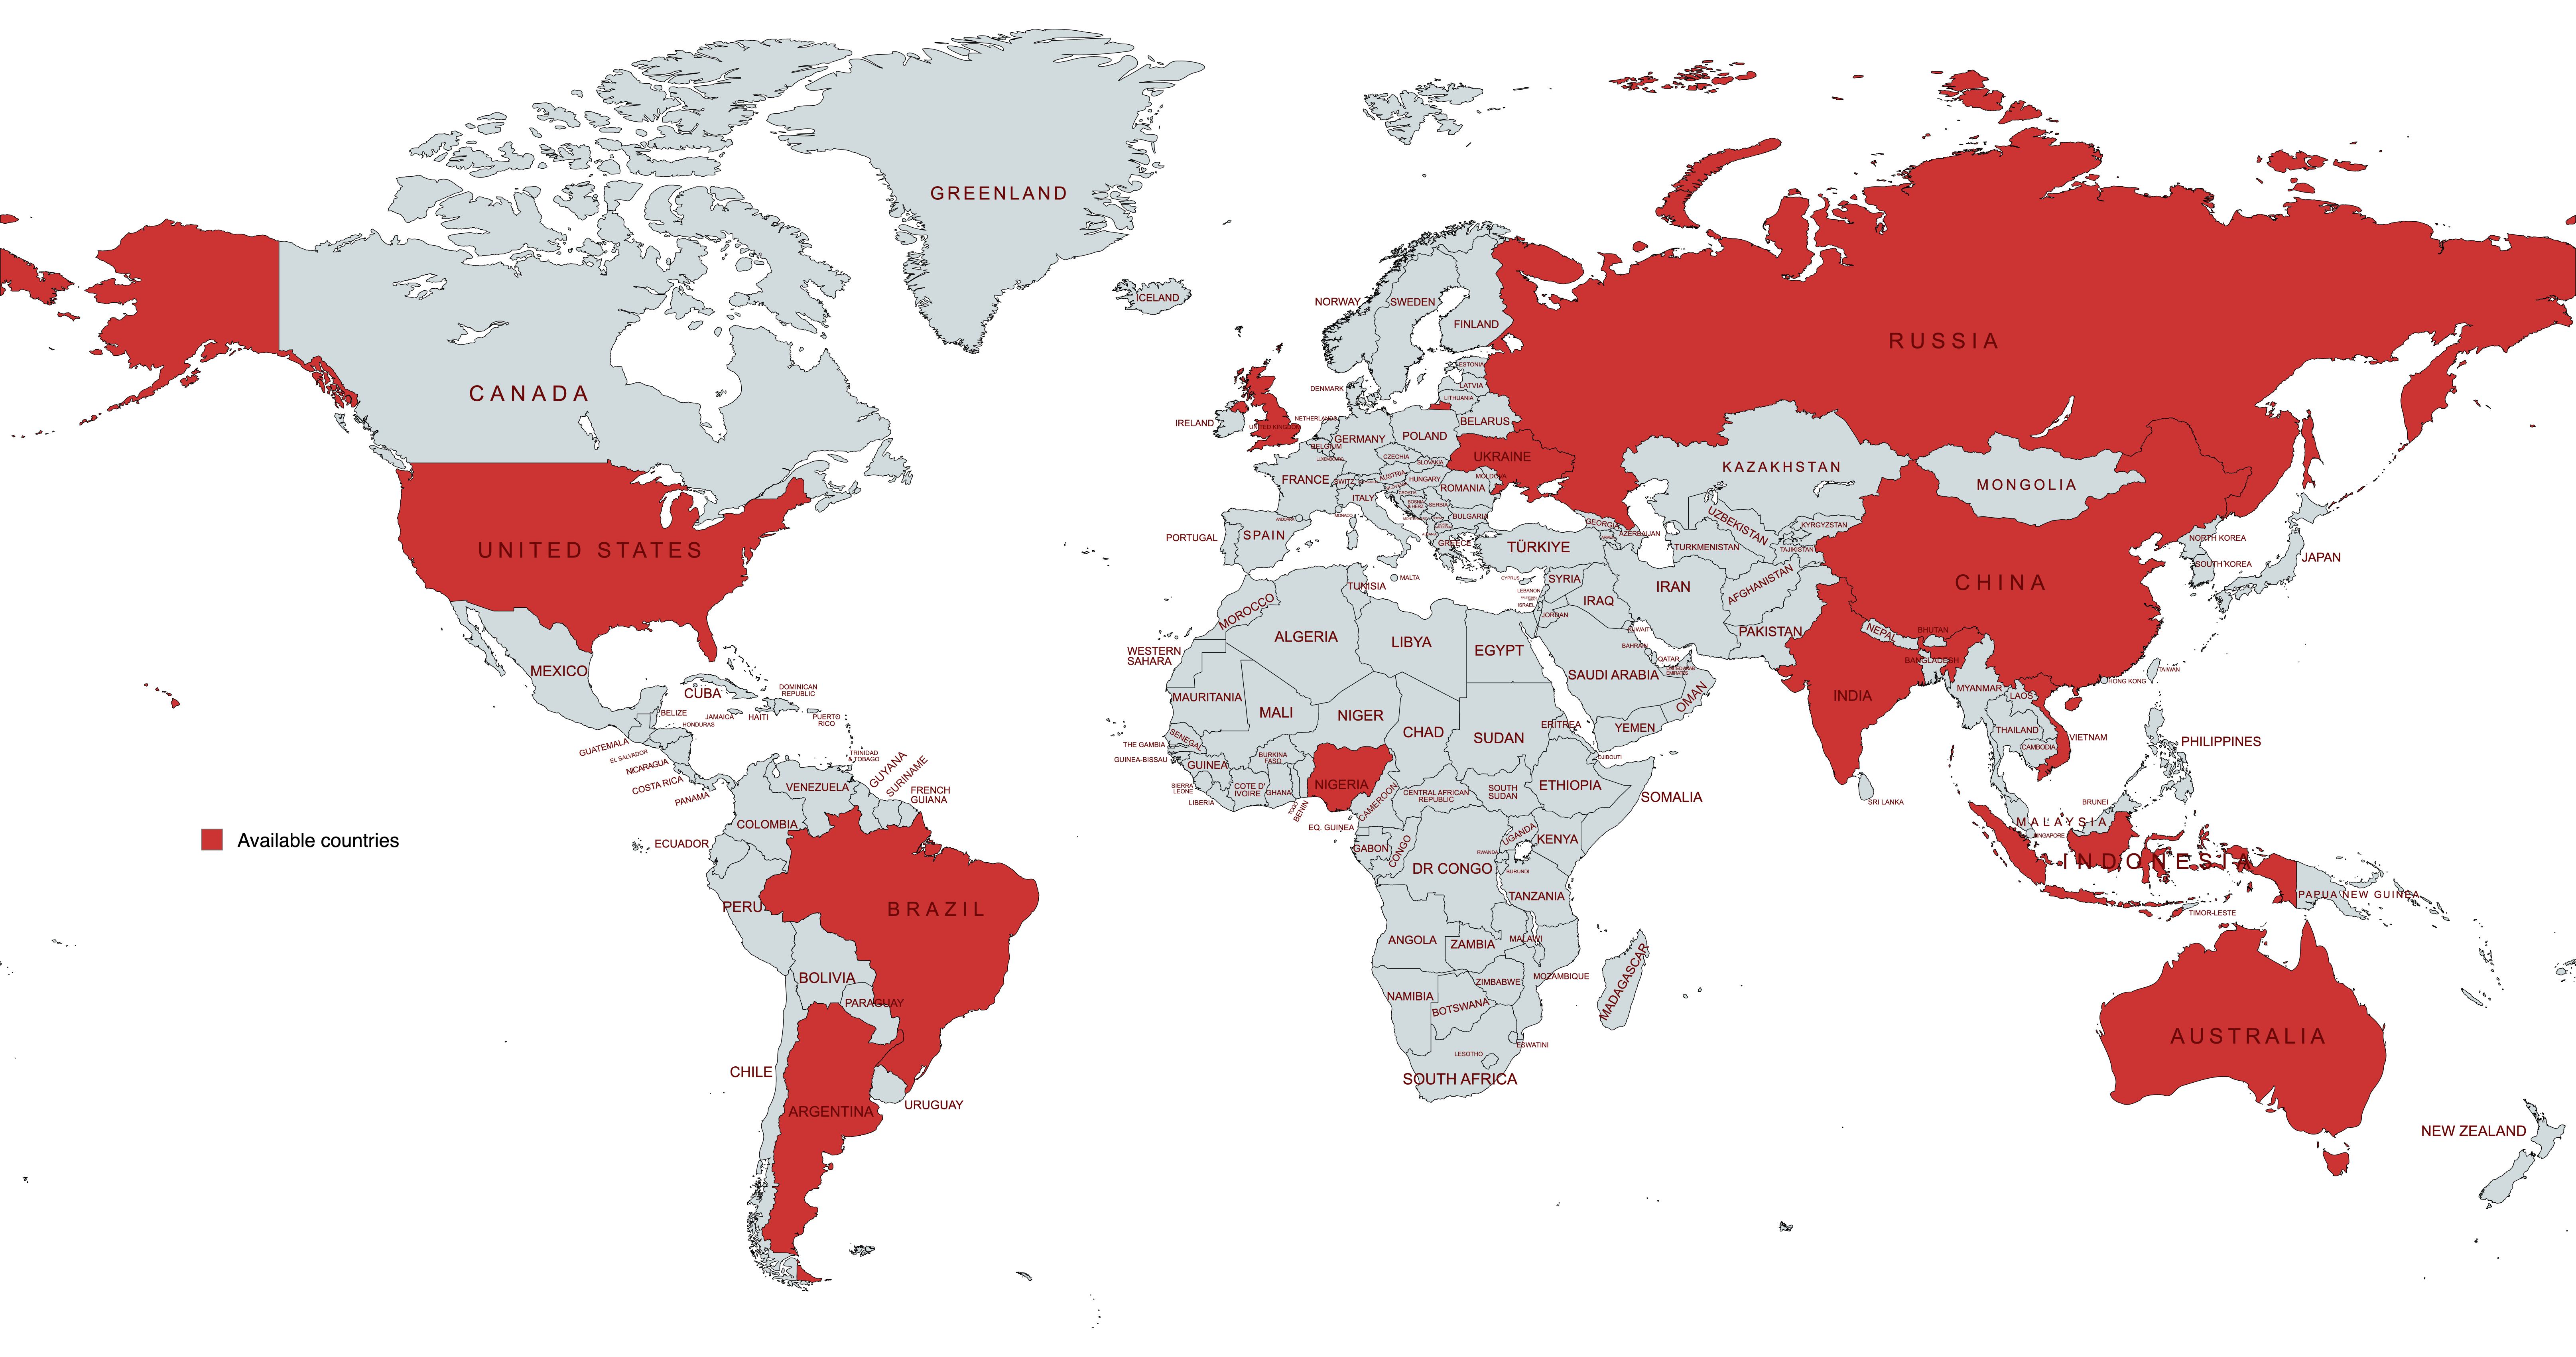 GREENLAND
ICELAND
NORWAY
SWEDEN
FINLAND
RUSSIA
CANADA
ESTONIA
LATVIA
LITHUANIA
DENMARK
IRELAND
UNITED KINGDOM
NETHERLANDS
BELGIUM
LUXEMBOURG
GERMANY
POLAND
BELARUS
UKRAINE
CZECHIA
SLOVAKIA
AUSTRIA
HUNGARY
MOLDOVA
FRANCE
SWITZ.
ROMANIA
ITALY
CROATIA
BOSNIA
& HERZ.
SERBIA
BULGARIA
MONACO
ANDORRA
PORTUGAL
SPAIN
GREECE
TÜRKIYE
GEORGIA
AZERBAIJAN
KAZAKHSTAN
MONGOLIA
UZBEKISTAN
KYRGYZSTAN
TURKMENISTAN
TAJIKISTAN
NORTH KOREA
SOUTH KOREA
JAPAN
UNITED STATES
CHINA
MALTA
CYPRUS
TUNISIA
SYRIA
LEBANON
ISRAEL
JORDAN
IRAQ
IRAN
AFGHANISTAN
PAKISTAN
KUWAIT
BAHRAIN
QATAR
UNITED ARAB
EMIRATES
SAUDI ARABIA
OMAN
YEMEN
NEPAL
BHUTAN
BANGLADESH
INDIA
MYANMAR
LAOS
HONG KONG
TAIWAN
THAILAND
VIETNAM
CAMBODIA
PHILIPPINES
SRI LANKA
BRUNEI
MALAYSIA
SINGAPORE
INDONESIA
PAPUA NEW GUINEA
TIMOR-LESTE
MOROCCO
ALGERIA
LIBYA
EGYPT
WESTERN
SAHARA
MAURITANIA
MALI
NIGER
CHAD
SUDAN
ERITREA
SENEGAL
THE GAMBIA
GUINEA-BISSAU
GUINEA
BURKINA
FASO
SIERRA
LEONE
LIBERIA
COTE D'
IVOIRE
GHANA
TOGO
BENIN
NIGERIA
CAMEROON
CENTRAL AFRICAN
REPUBLIC
SOUTH
SUDAN
ETHIOPIA
DJIBOUTI
SOMALIA
EQ. GUINEA
GABON
CONGO
DR CONGO
UGANDA
KENYA
RWANDA
BURUNDI
TANZANIA
ANGOLA
ZAMBIA
MALAWI
MOZAMBIQUE
ZIMBABWE
NAMIBIA
BOTSWANA
MADAGASCAR
ESWATINI
LESOTHO
SOUTH AFRICA
MEXICO
CUBA
DOMINICAN
REPUBLIC
BELIZE
JAMAICA
HAITI
PUERTO
RICO
HONDURAS
GUATEMALA
EL SALVADOR
NICARAGUA
COSTA RICA
PANAMA
TRINIDAD
& TOBAGO
VENEZUELA
GUYANA
SURINAME
FRENCH
GUIANA
COLOMBIA
ECUADOR
PERU
BRAZIL
BOLIVIA
PARAGUAY
CHILE
ARGENTINA
URUGUAY
AUSTRALIA
NEW ZEALAND
Available countries